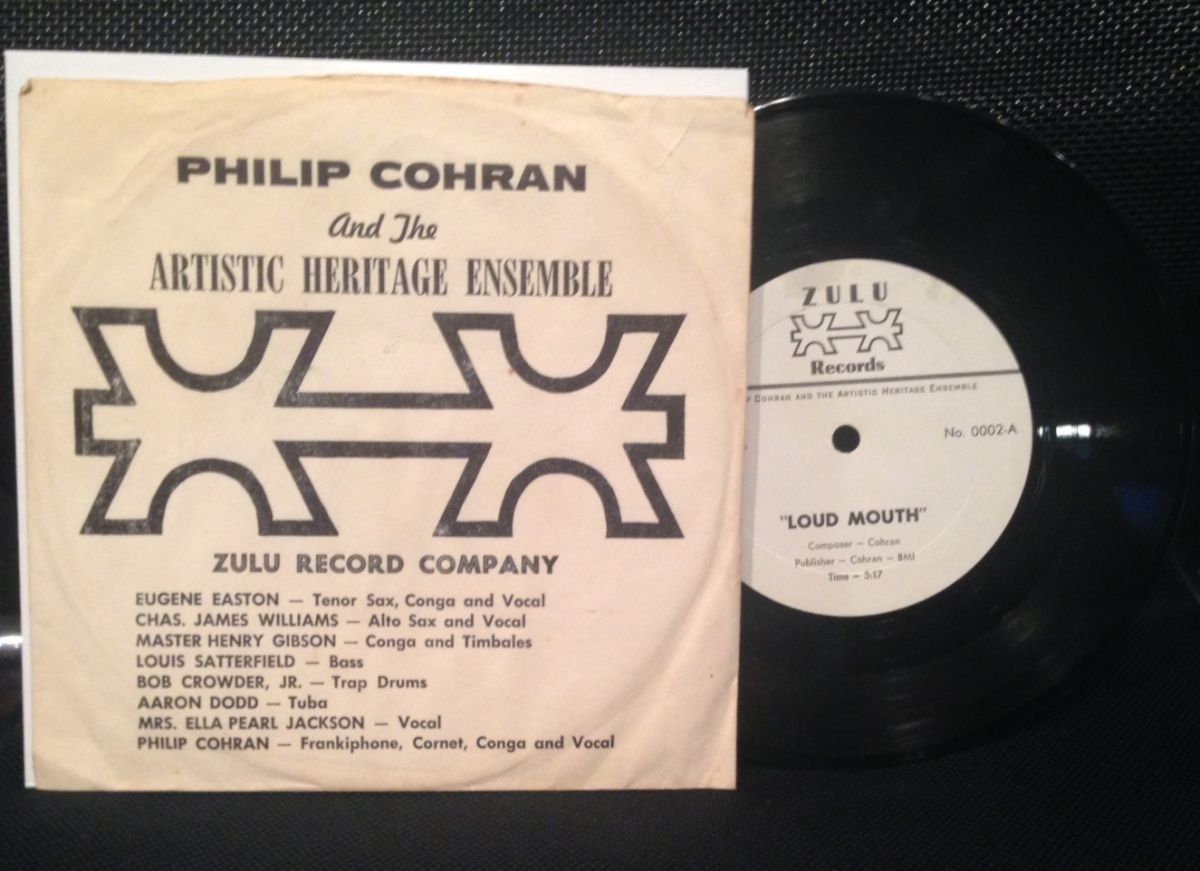 PHILIP COHRAN
And The
ARTISTIC HERITAGE ENSEMBLE
ZULU RECORD COMPANY
EUGENE EASTON — Tenor Sax, Conga and Vocal
CHAS. JAMES WILLIAMS — Alto Sax and Vocal
MASTER HENRY GIBSON — Conga and Timbales
LOUIS SATTERFIELD — Bass
BOB CROWDER, JR. — Trap Drums
AARON DODD — Tuba
MRS. ELLA PEARL JACKSON — Vocal
PHILIP COHRAN — Frankiphone, Cornet, Conga and Vocal
ZULU
Records
COHRAN AND THE ARTISTIC HERITAGE ENSEMBLE
No. 0002-A
"LOUD MOUTH"
Composer — Cohran
Publisher — Cohran — BMI
Time — 5:17